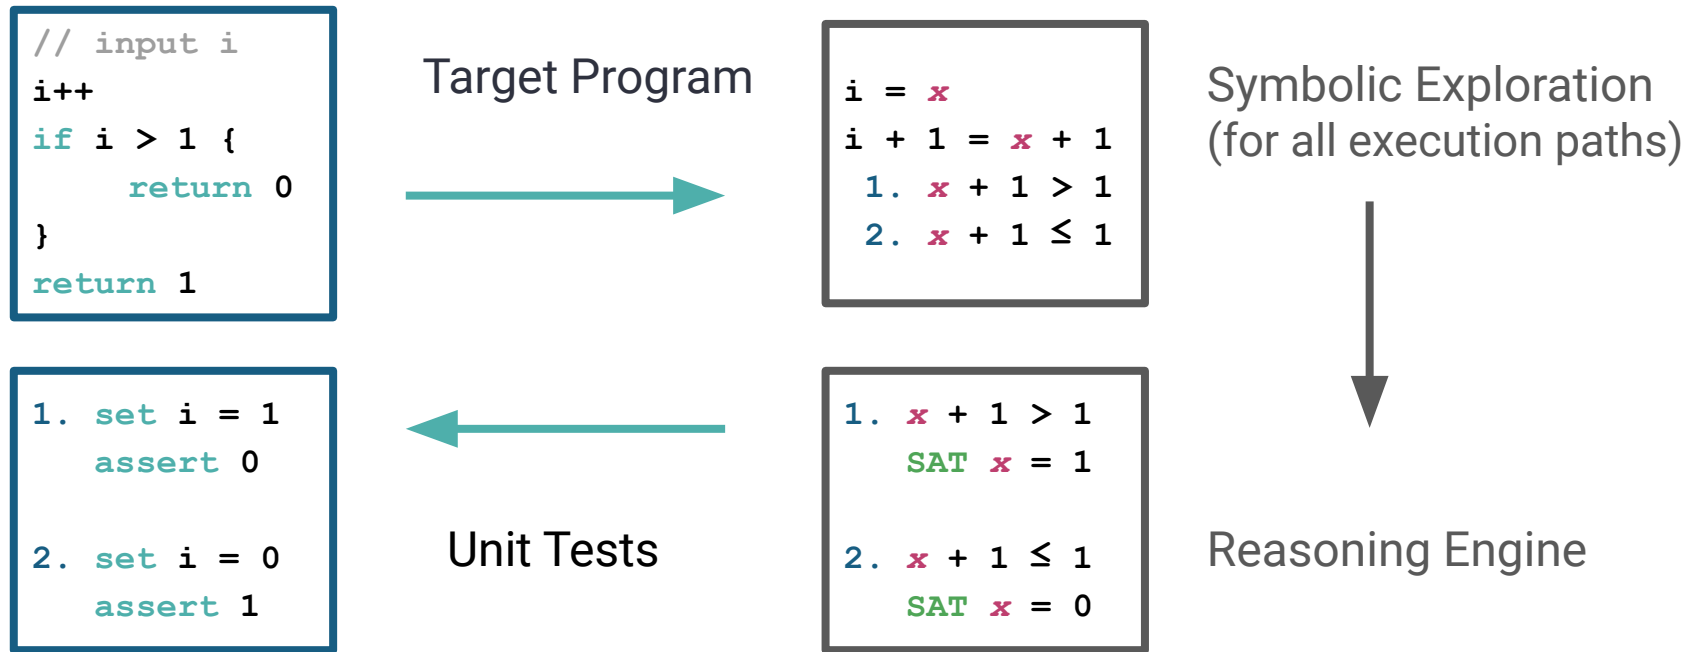 // input i
i++
if i > 1 {
return 0
}
return 1
Target Program
i = x
i + 1 = x + 1
1. x + 1 > 1
2. x + 1 ≤ 1
Symbolic Exploration
(for all execution paths)
1. set i = 1
assert 0
2. set i = 0
assert 1
Unit Tests
1. x + 1 > 1
SAT x = 1
2. x + 1 ≤ 1
SAT x = 0
Reasoning Engine